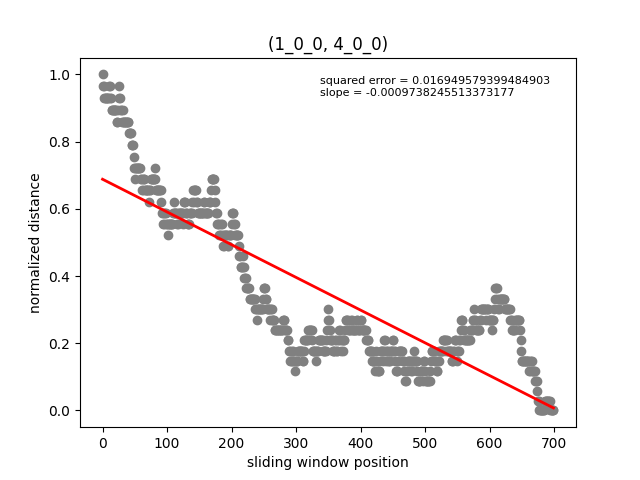 (1_0_0, 4_0_0)
squared error = 0.016949579399484903
slope = -0.0009738245513373177
normalized distance
1.0
0.8
0.6
0.4
0.2
0.0
0 100 200 300 400 500 600 700
sliding window position